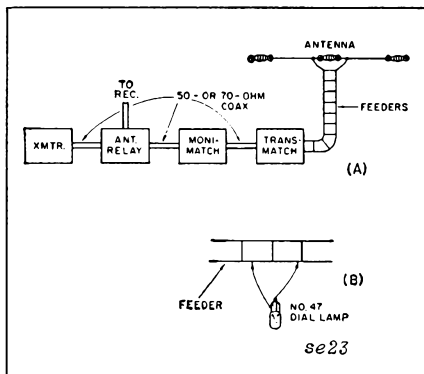 ANTENNA
TO
REC.
50- OR 70-OHM
COAX
FEEDERS
XMTR.
ANT.
RELAY
MONI-
MATCH
TRANS-
MATCH
(A)
(B)
FEEDER
NO. 47
DIAL LAMP
se23